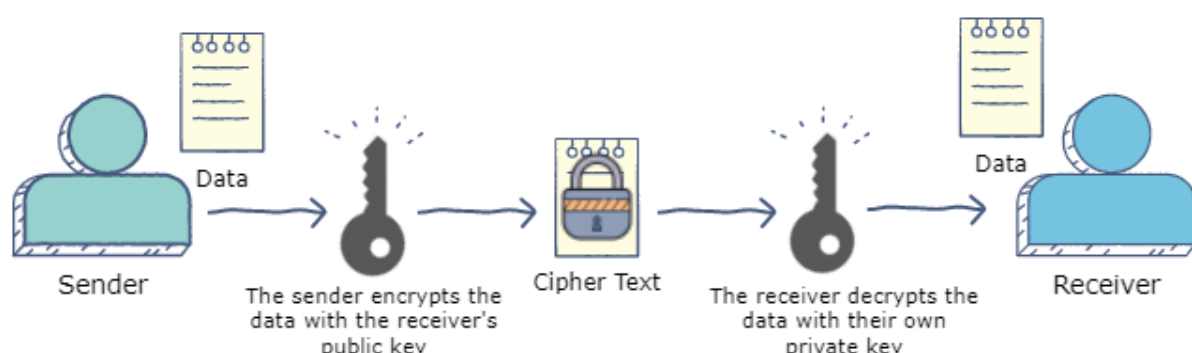 Data
Data
Sender
The sender encrypts the
data with the receiver's
public key
Cipher Text
The receiver decrypts the
data with their own
private key
Receiver